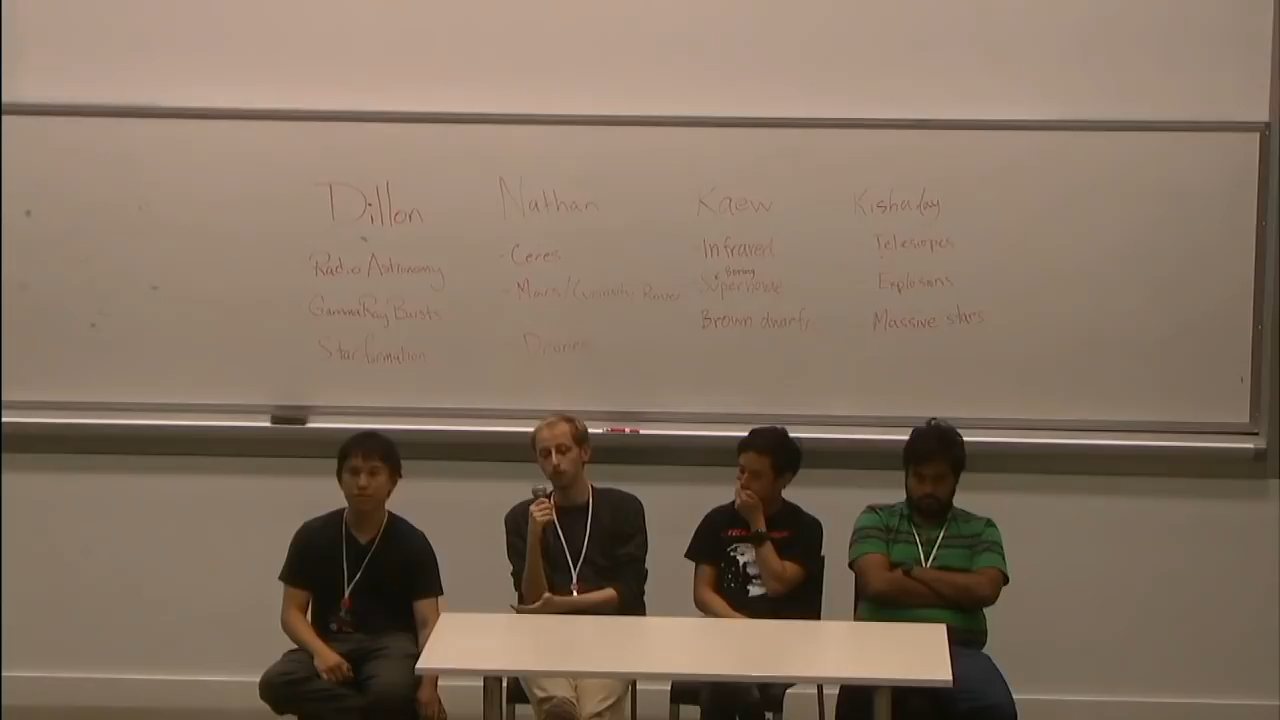 Dillon
Radio Astronomy
Gamma Ray Bursts
Star formation
Nathan
- Ceres
- Mars/Curiosity Rover
Kaew
Infrared
Boring
Supernovae
Brown dwarfs
Kishalay
- Telescopes
- Explosions
- Massive stars